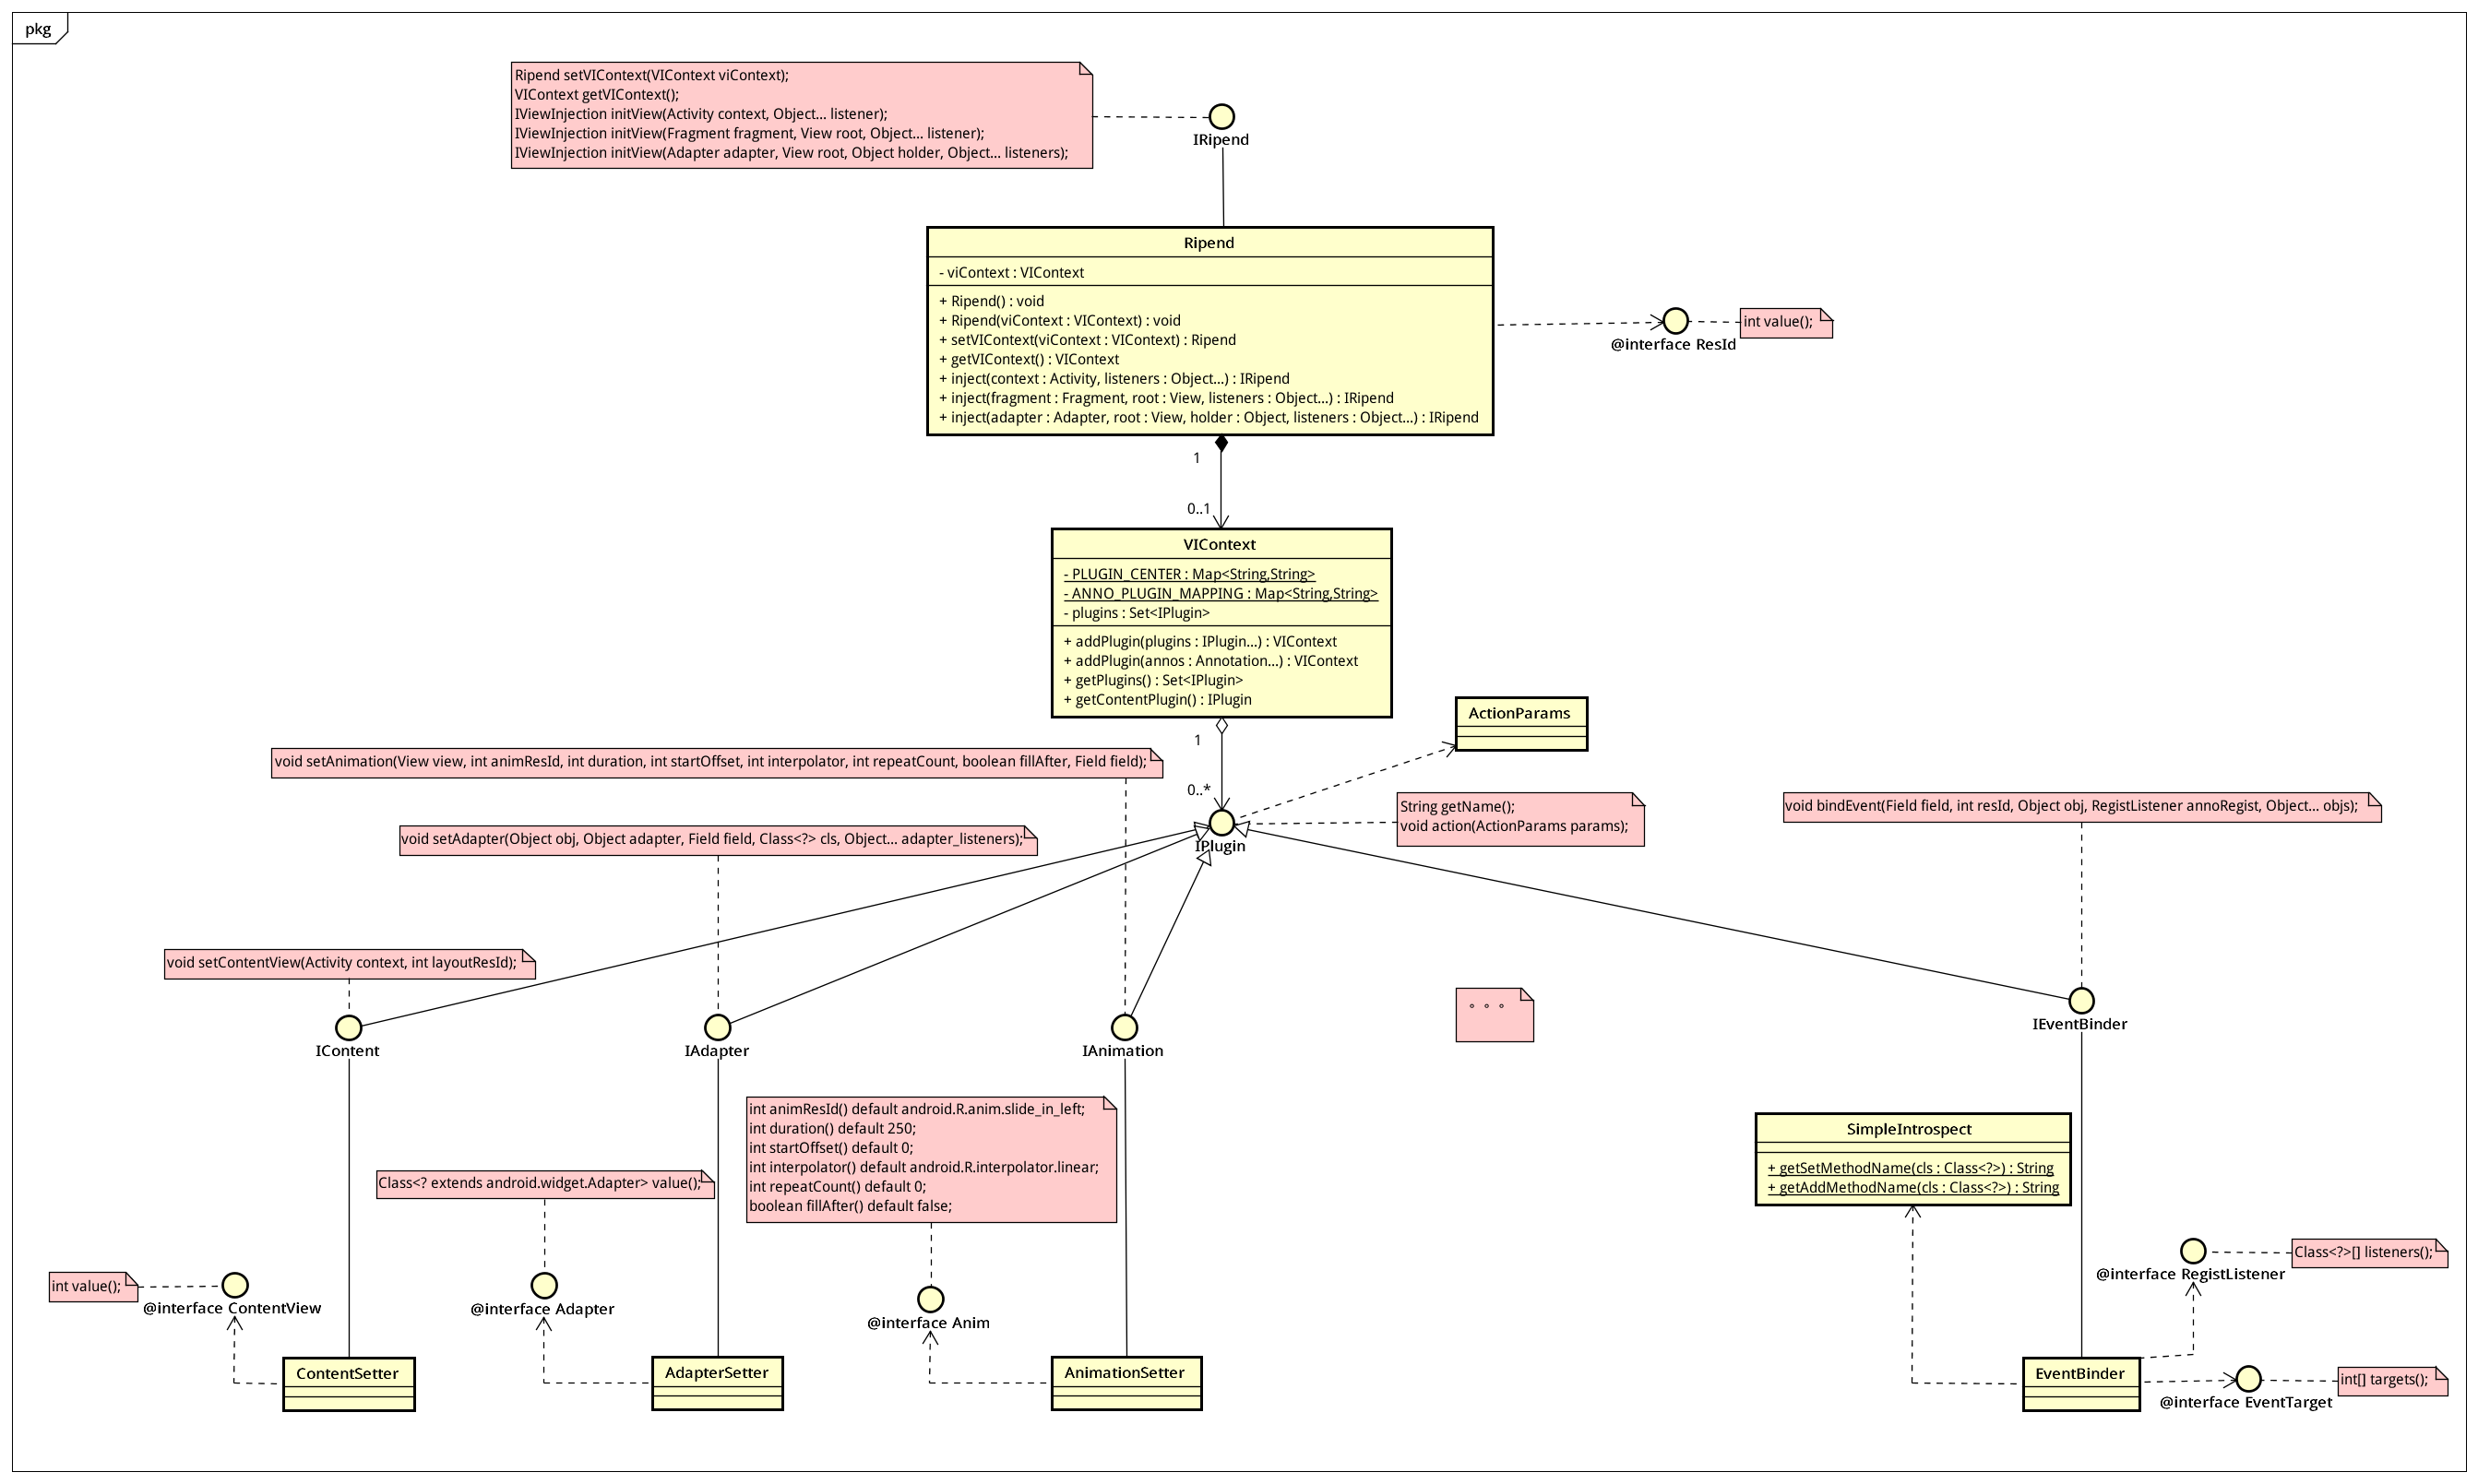 pkg
Ripend setVIContext(VIContext viContext);
VIContext getVIContext();
IViewInjection initView(Activity context, Object... listener);
IViewInjection initView(Fragment fragment, View root, Object... listener);
IViewInjection initView(Adapter adapter, View root, Object holder, Object... listeners);
IRipend
Ripend
- viContext : VIContext
+ Ripend() : void
+ Ripend(viContext : VIContext) : void
+ setVIContext(viContext : VIContext) : Ripend
+ getVIContext() : VIContext
+ inject(context : Activity, listeners : Object...) : IRipend
+ inject(fragment : Fragment, root : View, listeners : Object...) : IRipend
+ inject(adapter : Adapter, root : View, holder : Object, listeners : Object...) : IRipend
int value();
@interface ResId
1
0..1
VIContext
- PLUGIN_CENTER : Map<String,String>
- ANNO_PLUGIN_MAPPING : Map<String,String>
- plugins : Set<IPlugin>
+ addPlugin(plugins : IPlugin...) : VIContext
+ addPlugin(annos : Annotation...) : VIContext
+ getPlugins() : Set<IPlugin>
+ getContentPlugin() : IPlugin
ActionParams
1
0..*
void setAnimation(View view, int animResId, int duration, int startOffset, int interpolator, int repeatCount, boolean fillAfter, Field field);
String getName();
void action(ActionParams params);
void bindEvent(Field field, int resId, Object obj, RegistListener annoRegist, Object... objs);
void setAdapter(Object obj, Object adapter, Field field, Class<?> cls, Object... adapter_listeners);
IPlugin
void setContentView(Activity context, int layoutResId);
。。。
IContent
IAdapter
IAnimation
IEventBinder
int animResId() default android.R.anim.slide_in_left;
int duration() default 250;
int startOffset() default 0;
int interpolator() default android.R.interpolator.linear;
int repeatCount() default 0;
boolean fillAfter() default false;
SimpleIntrospect
+ getSetMethodName(cls : Class<?>) : String
+ getAddMethodName(cls : Class<?>) : String
Class<? extends android.widget.Adapter> value();
Class<?>[] listeners();
@interface RegistListener
int value();
@interface ContentView
@interface Adapter
@interface Anim
ContentSetter
AdapterSetter
AnimationSetter
EventBinder
int[] targets();
@interface EventTarget